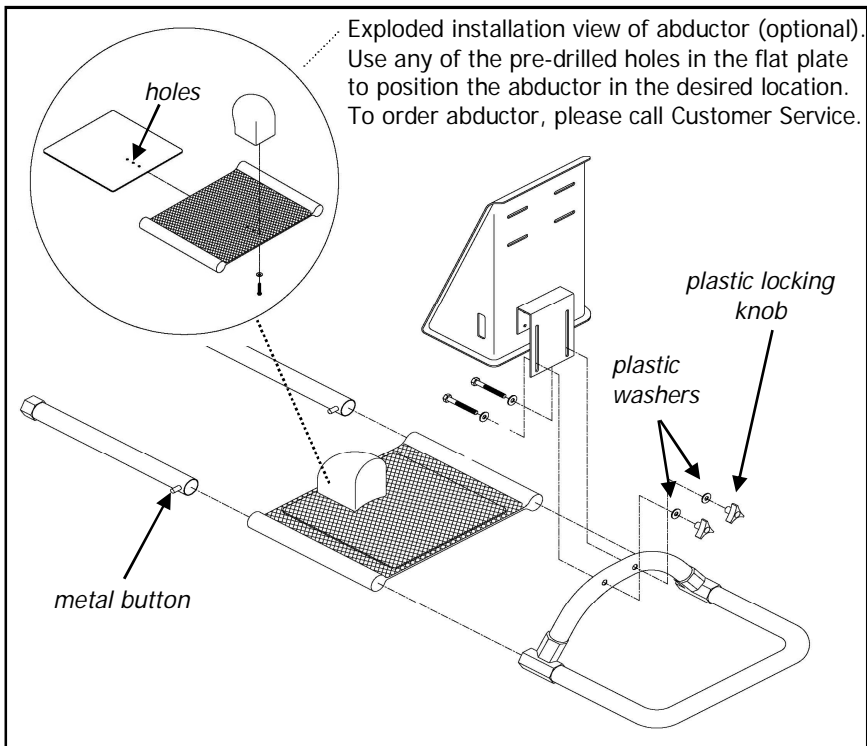 Exploded installation view of abductor (optional).
Use any of the pre-drilled holes in the flat plate
to position the abductor in the desired location.
To order abductor, please call Customer Service.
holes
plastic locking
knob
plastic
washers
metal button